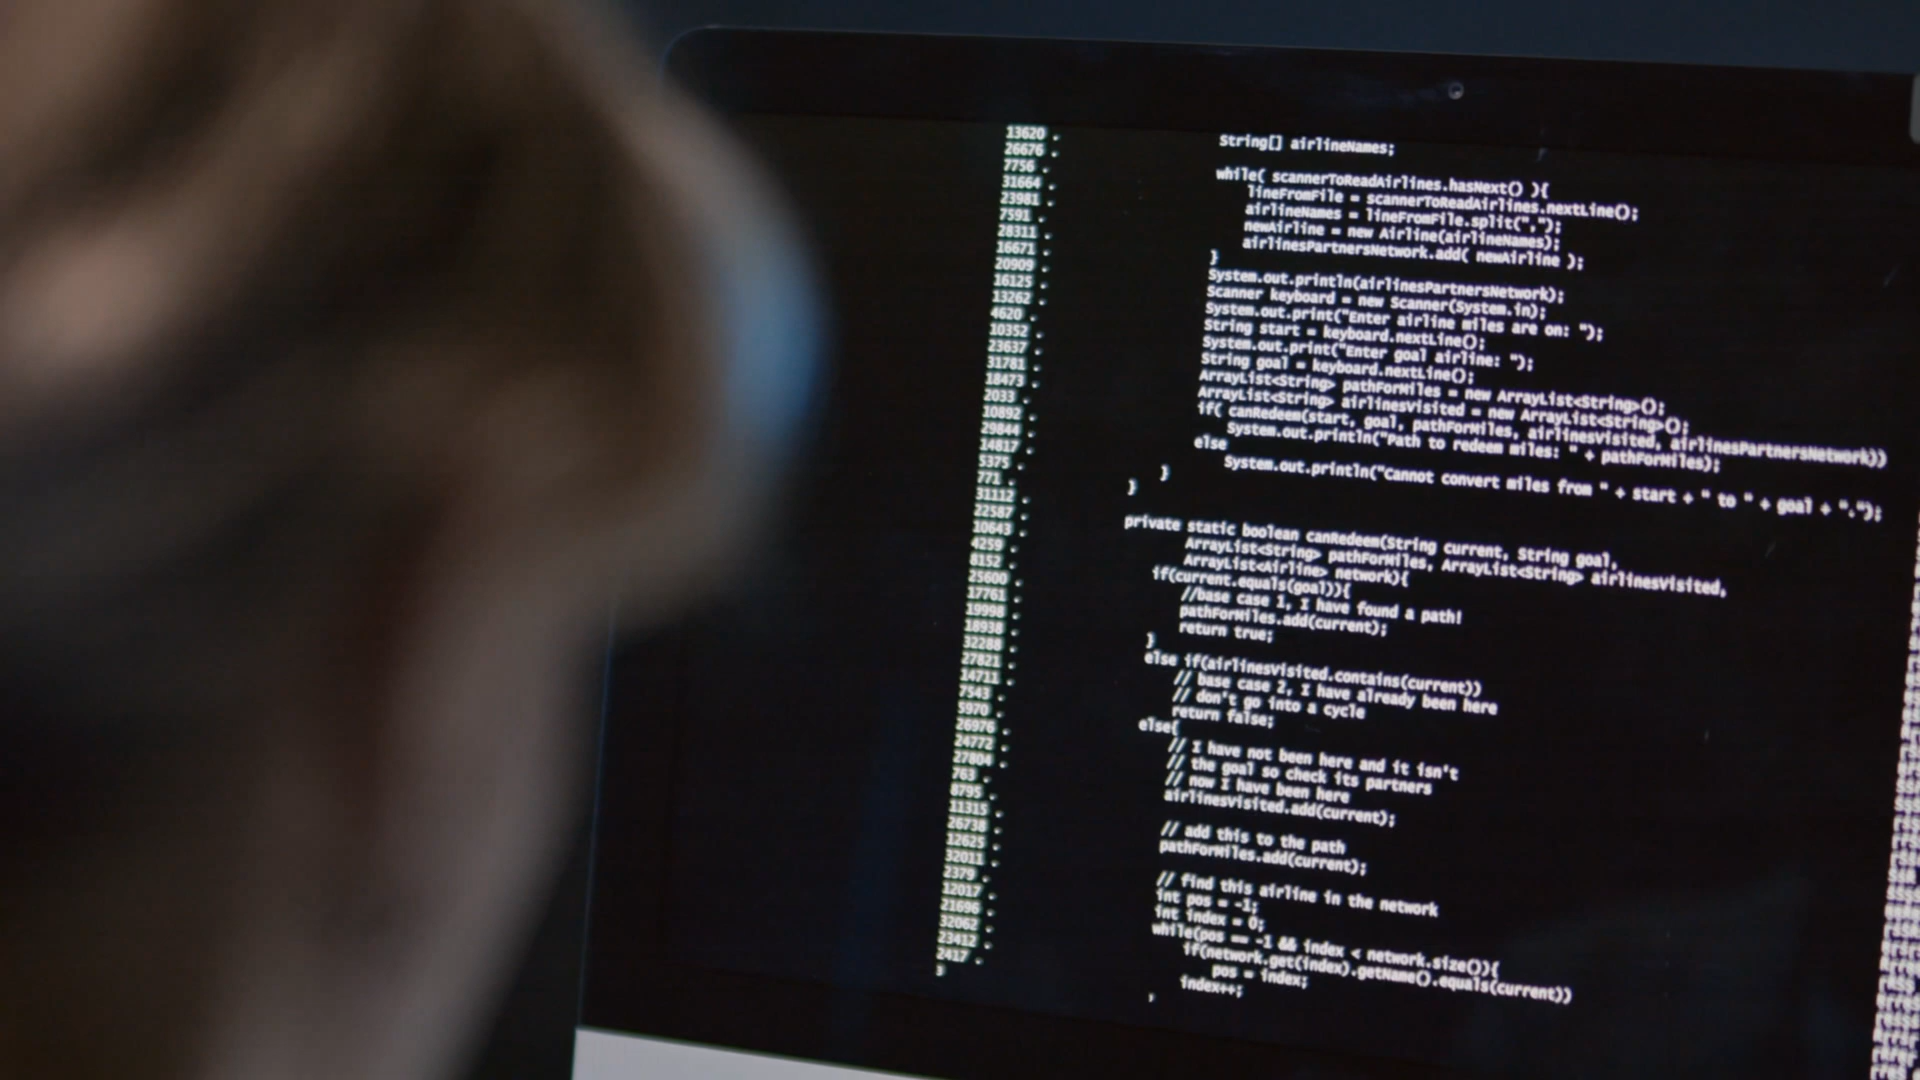 13620 .
26676 .
7756 .
31664 .
23981 .
7591 .
28311 .
16671 .
20909 .
16125 .
13262 .
4620 .
10352 .
23637 .
31781 .
18473 .
2033 .
10892 .
29844 .
14817 .
5375 .
771 .
31112 .
22587 .
10643 .
4259 .
8152 .
25600 .
17761 .
19998 .
18938 .
32288 .
27821 .
14711 .
7543 .
5970 .
26976 .
24772 .
27804 .
763 .
8795 .
11315 .
26738 .
12625 .
32011 .
2379 .
12017 .
21696 .
32062 .
23412 .
2417 .
String[] airlineNames;
while( scannerToReadAirlines.hasNext() ){
lineFromFile = scannerToReadAirlines.nextLine();
airlineNames = lineFromFile.split(",");
newAirline = new Airline(airlineNames);
airlinesPartnersNetwork.add( newAirline );
}
System.out.println(airlinesPartnersNetwork);
Scanner keyboard = new Scanner(System.in);
System.out.print("Enter airline miles are on: ");
String start = keyboard.nextLine();
System.out.print("Enter goal airline: ");
String goal = keyboard.nextLine();
ArrayList<String> pathForMiles = new ArrayList<String>();
ArrayList<String> airlinesVisited = new ArrayList<String>();
if( canRedeem(start, goal, pathForMiles, airlinesVisited, airlinesPartnersNetwork))
System.out.println("Path to redeem miles: " + pathForMiles);
else
System.out.println("Cannot convert miles from " + start + " to " + goal + ".");
}
}
private static boolean canRedeem(String current, String goal,
ArrayList<String> pathForMiles, ArrayList<String> airlinesVisited,
ArrayList<Airline> network){
if(current.equals(goal)){
//base case 1, I have found a path!
pathForMiles.add(current);
return true;
}
else if(airlinesVisited.contains(current))
// base case 2, I have already been here
// don't go into a cycle
return false;
else{
// I have not been here and it isn't
// the goal so check its partners
// now I have been here
airlinesVisited.add(current);
// add this to the path
pathForMiles.add(current);
// find this airline in the network
int pos = -1;
int index = 0;
while(pos == -1 && index < network.size()){
if(network.get(index).getName().equals(current))
pos = index;
index++;